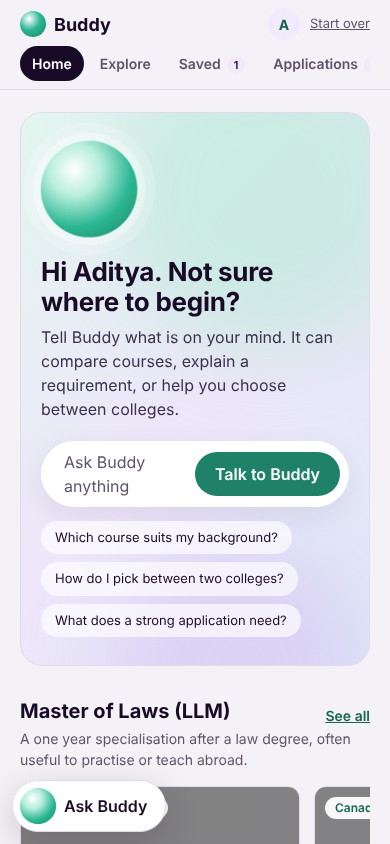 Buddy
A
Start over
Home
Explore
Saved 1
Applications
Hi Aditya. Not sure
where to begin?
Tell Buddy what is on your mind. It can
compare courses, explain a
requirement, or help you choose
between colleges.
Ask Buddy
anything
Talk to Buddy
Which course suits my background?
How do I pick between two colleges?
What does a strong application need?
Master of Laws (LLM)
See all
A one year specialisation after a law degree, often
useful to practise or teach abroad.
Ask Buddy